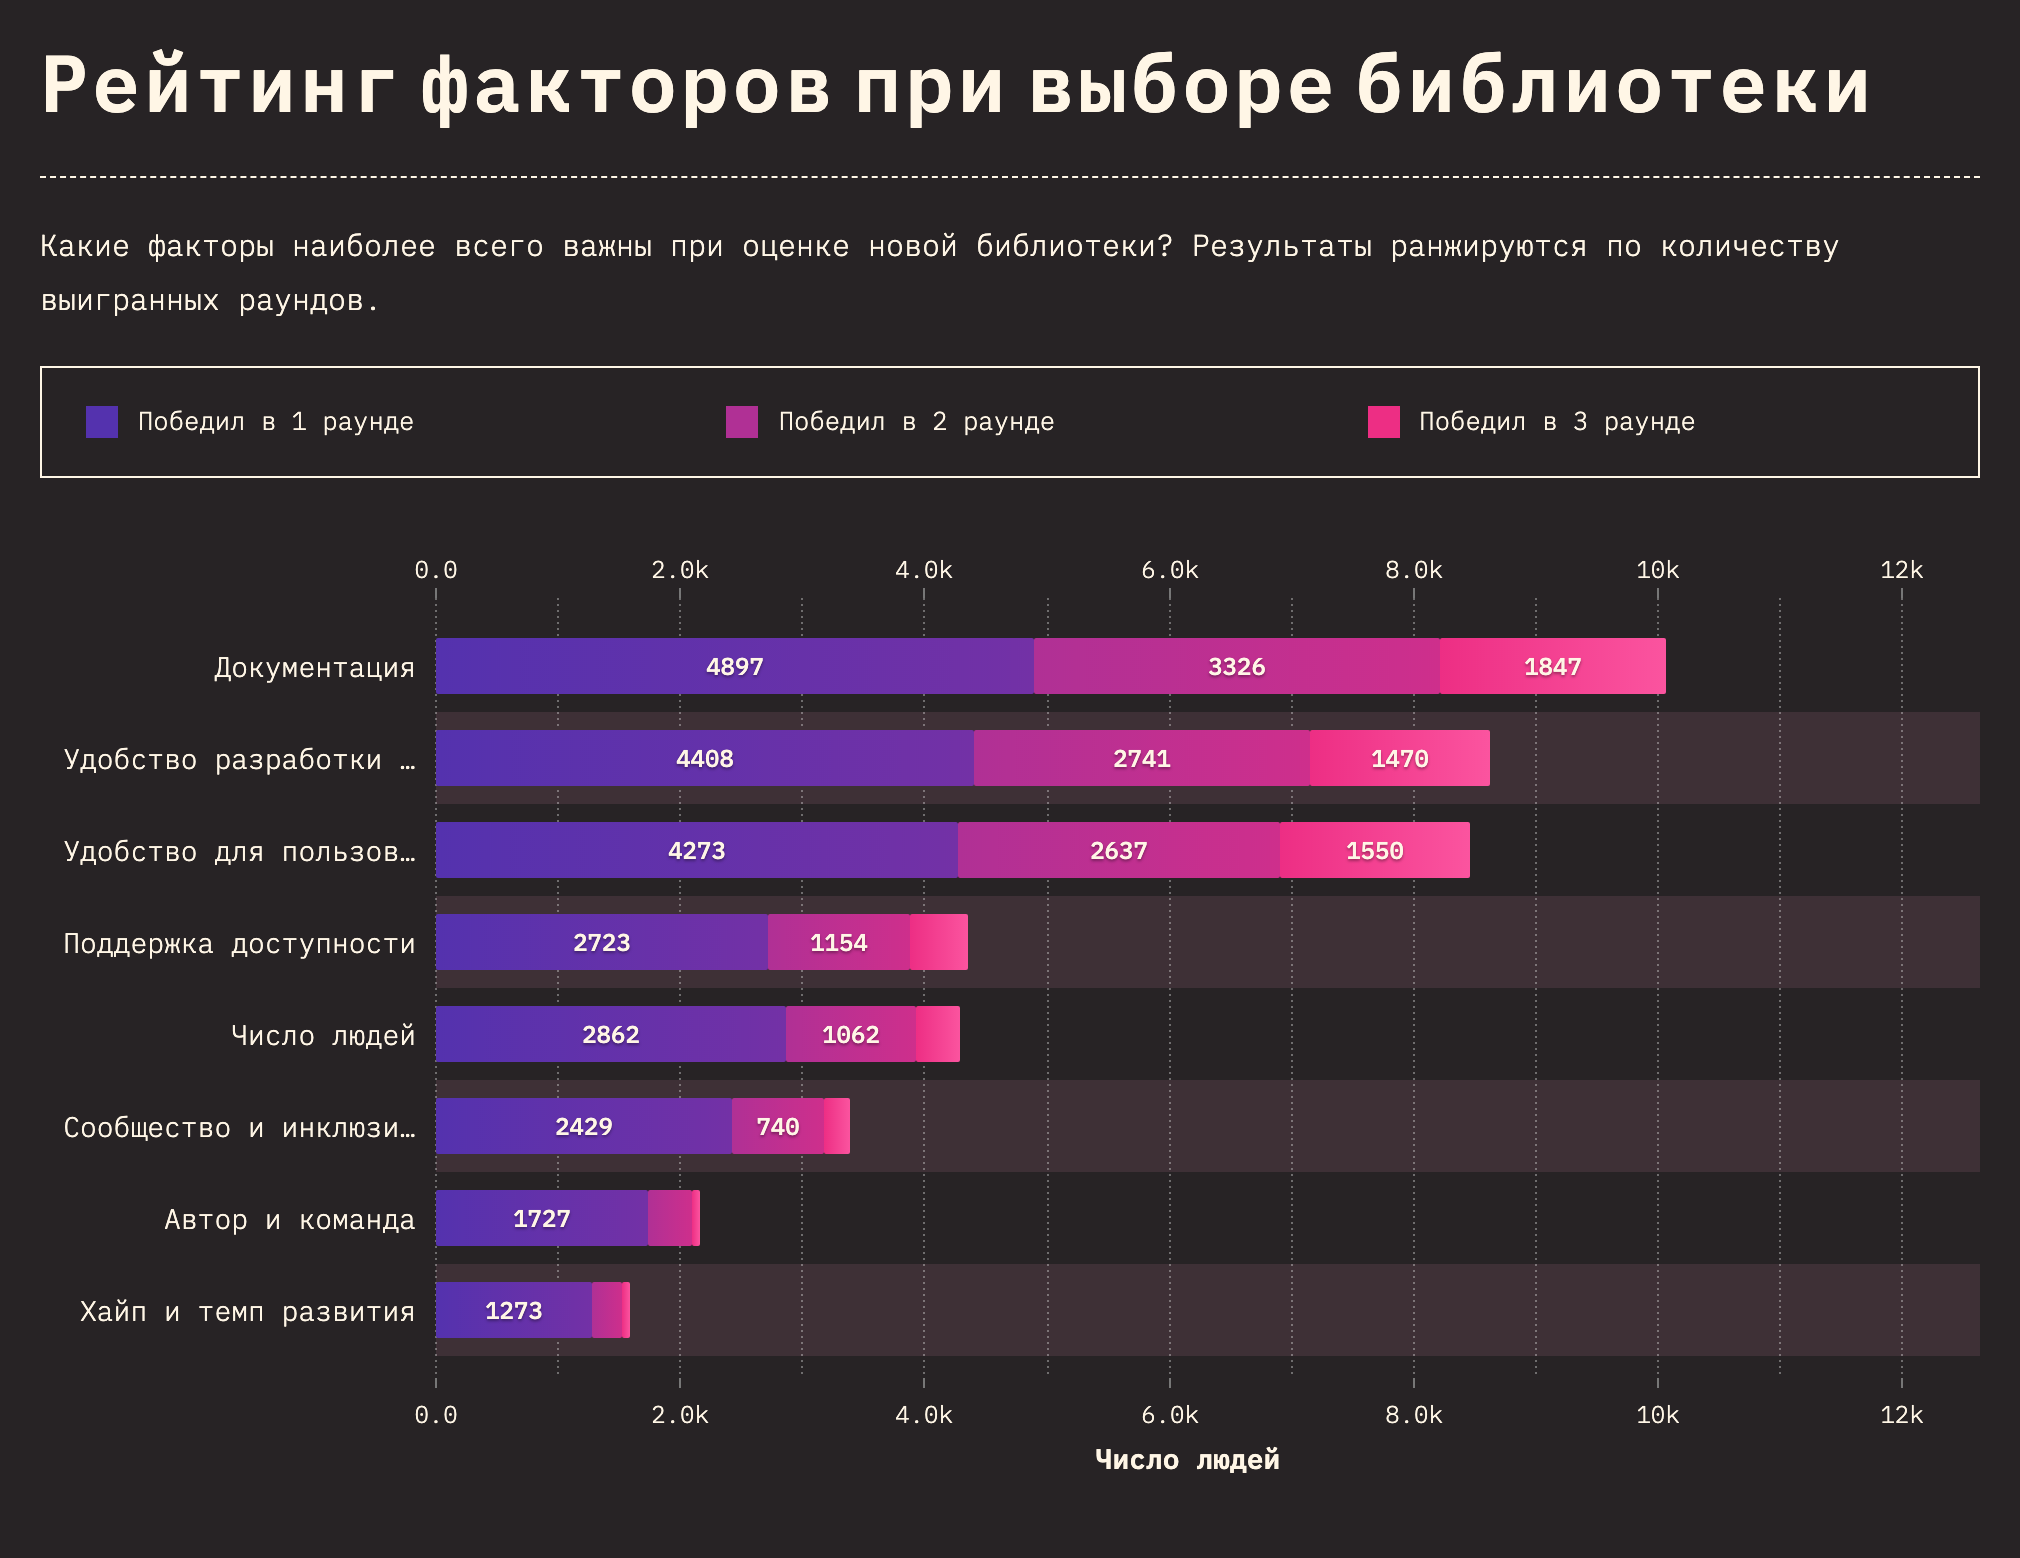 Рейтинг факторов при выборе библиотеки
Какие факторы наиболее всего важны при оценке новой библиотеки? Результаты ранжируются по количеству
выигранных раундов.
Победил в 1 раунде Победил в 2 раунде Победил в 3 раунде
0.0 2.0k 4.0k 6.0k 8.0k 10k 12k
Документация 4897 3326 1847
Удобство разработки … 4408 2741 1470
Удобство для пользов… 4273 2637 1550
Поддержка доступности 2723 1154
Число людей 2862 1062
Сообщество и инклюзи… 2429 740
Автор и команда 1727
Хайп и темп развития 1273
0.0 2.0k 4.0k 6.0k 8.0k 10k 12k
Число людей